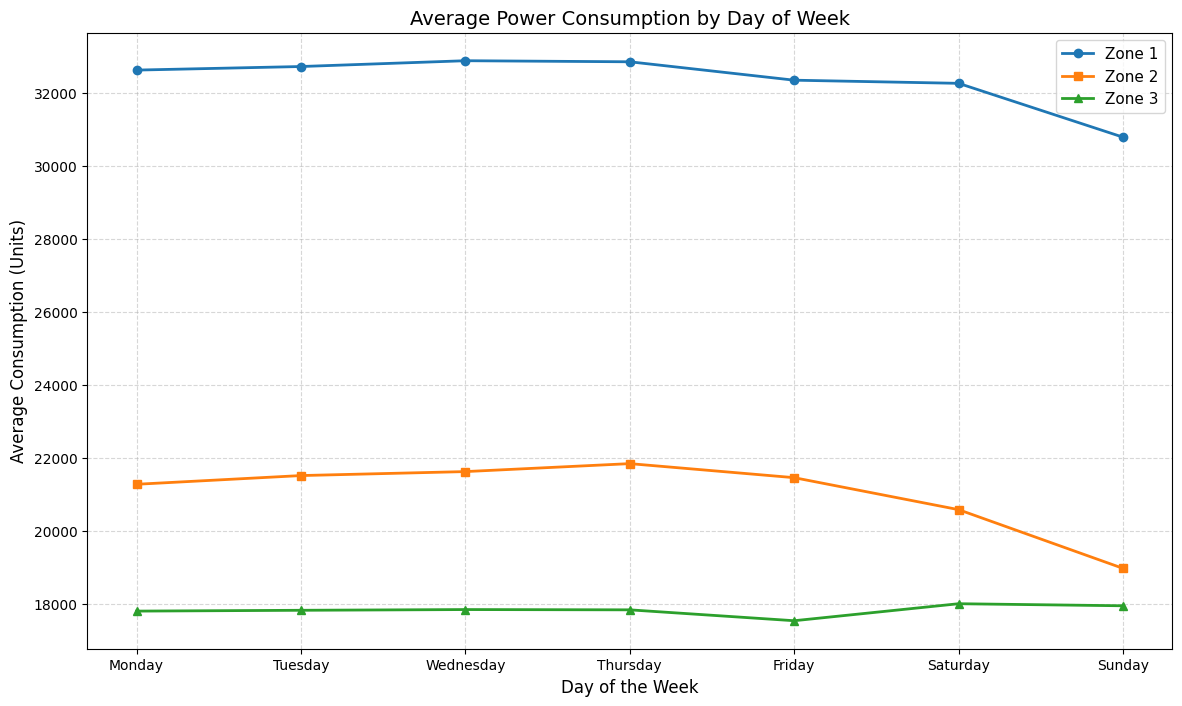 Average Power Consumption by Day of Week
Zone 1
Zone 2
Zone 3
Average Consumption (Units)
32000
30000
28000
26000
24000
22000
20000
18000
Monday Tuesday Wednesday Thursday Friday Saturday Sunday
Day of the Week